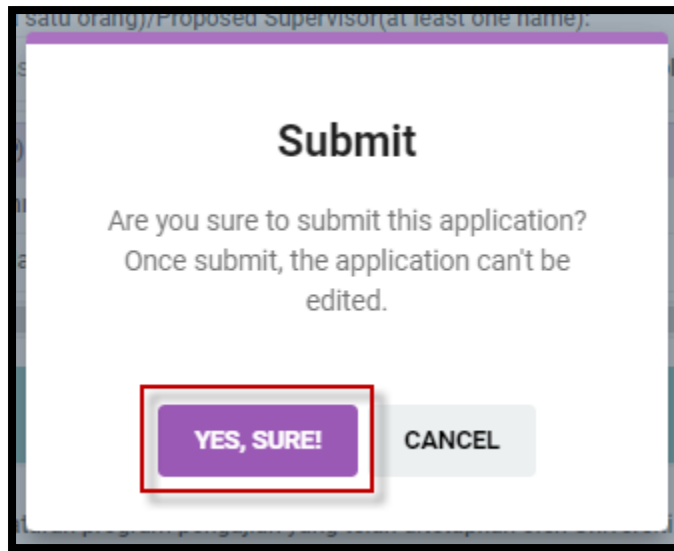 satu orang)/Proposed Supervisor(at least one name):
Submit
Are you sure to submit this application?
Once submit, the application can't be
edited.
YES, SURE! CANCEL